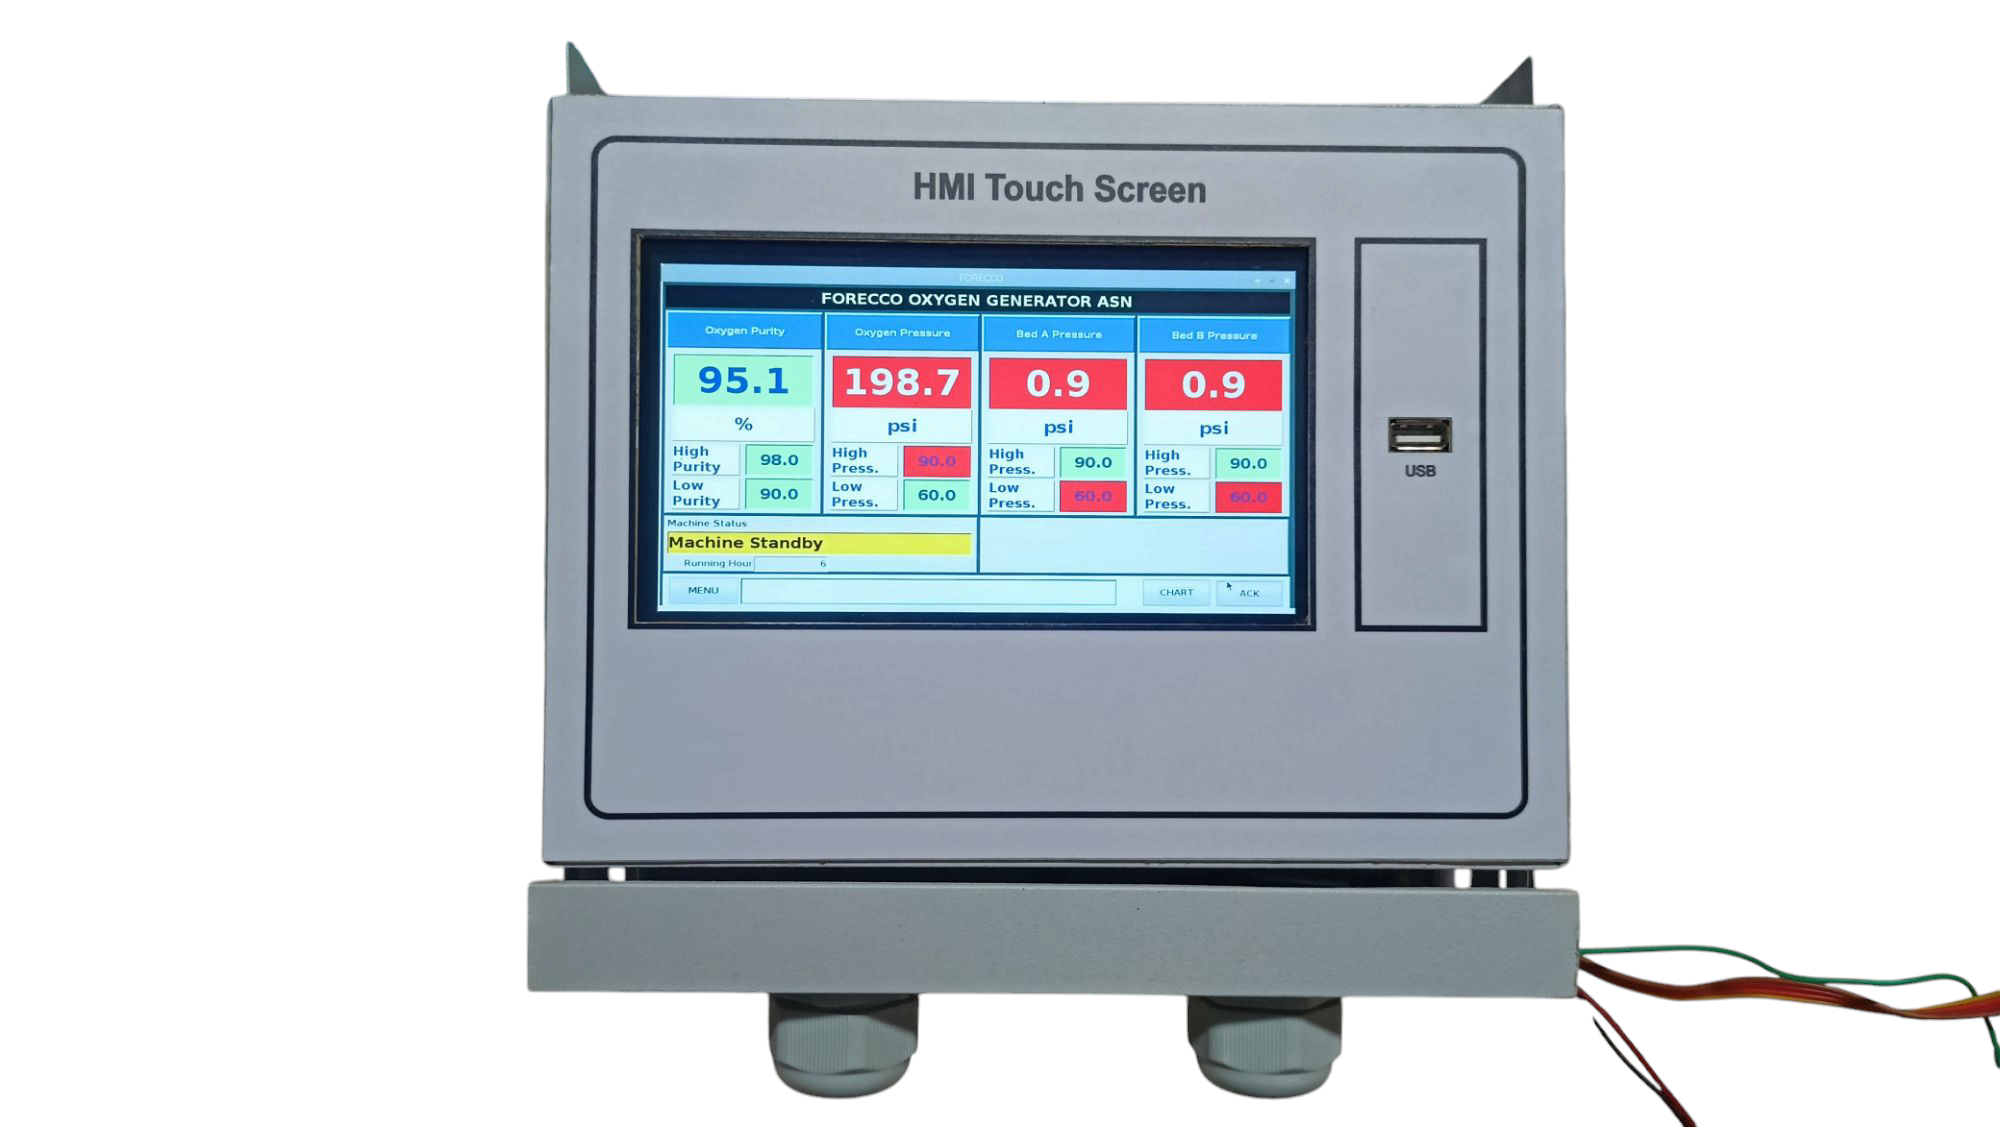 HMI Touch Screen
FORECCO
FORECCO OXYGEN GENERATOR ASN
Oxygen Purity
Oxygen Pressure
Bed A Pressure
Bed B Pressure
95.1
198.7
0.9
0.9
%
psi
psi
psi
High
Purity
98.0
High
Press.
90.0
High
Press.
90.0
High
Press.
90.0
Low
Purity
90.0
Low
Press.
60.0
Low
Press.
60.0
Low
Press.
60.0
Machine Status
Machine Standby
Running Hour
6
MENU
CHART
ACK
USB